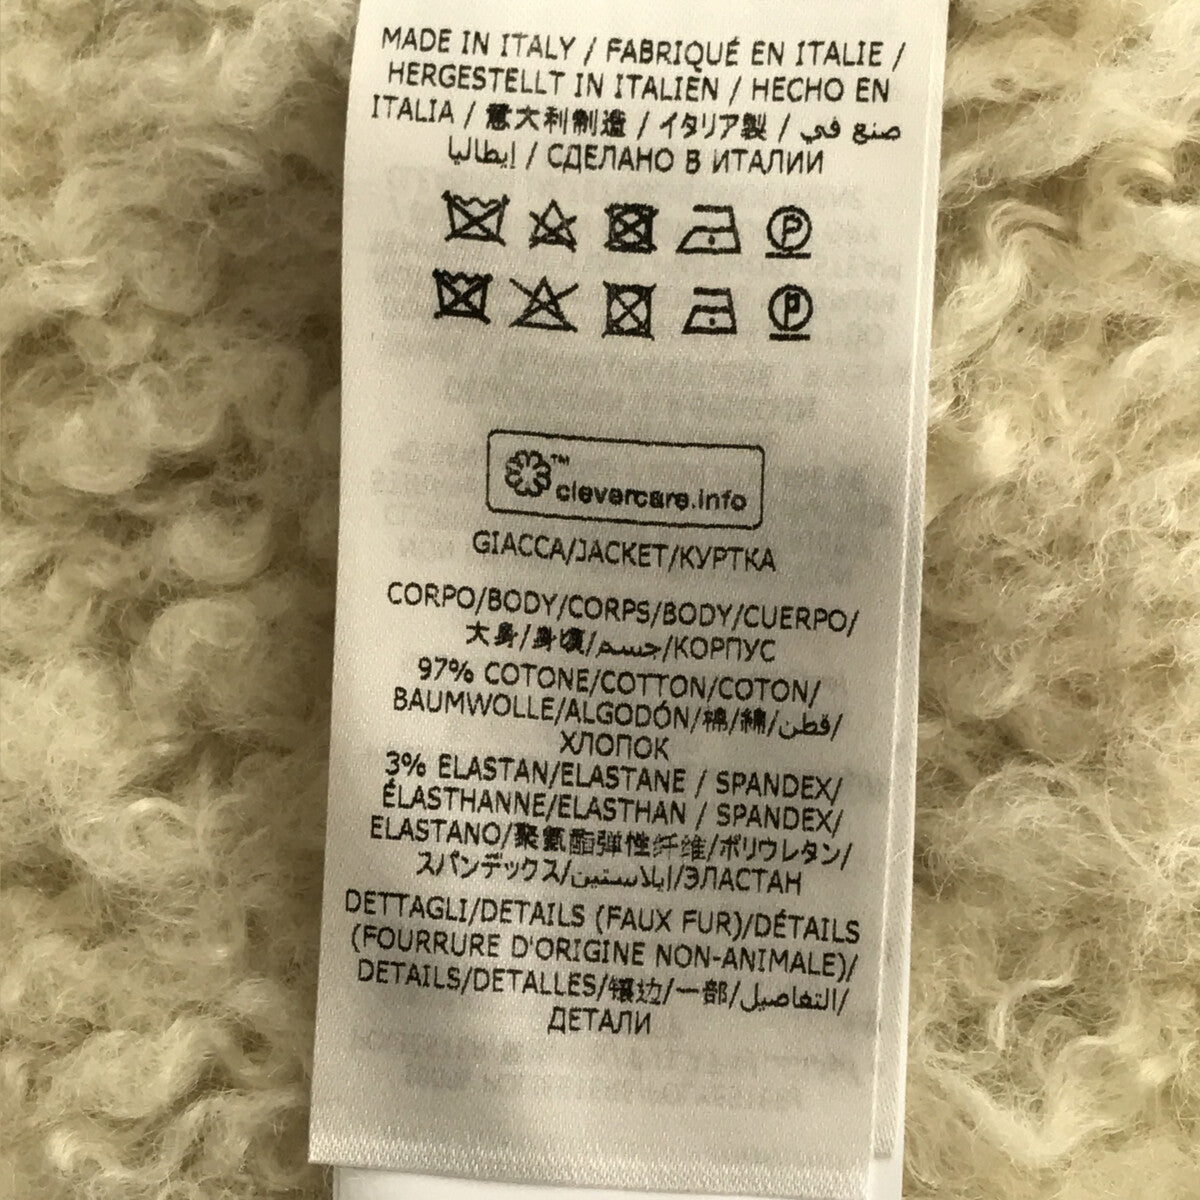 MADE IN ITALY / FABRIQUÉ EN ITALIE /
HERGESTELLT IN ITALIEN / HECHO EN
ITALIA / 意大利制造 / イタリア製 / صنع في
إيطاليا / СДЕЛАНО В ИТАЛИИ
P
P
™
clevercare.info
GIACCA/JACKET/КУРТКА
CORPO/BODY/CORPS/BODY/CUERPO/
大身/身頃/جسم/КОРПУС
97% COTONE/COTTON/COTON/
BAUMWOLLE/ALGODÓN/棉/綿/قطن/
ХЛОПОК
3% ELASTAN/ELASTANE / SPANDEX/
ÉLASTHANNE/ELASTHAN / SPANDEX/
ELASTANO/聚氨酯弹性纤维/ポリウレタン/
スパンデックス/إيلاستين/ЭЛАСТАН
DETTAGLI/DETAILS (FAUX FUR)/DÉTAILS
(FOURRURE D'ORIGINE NON-ANIMALE)/
DETAILS/DETALLES/镶边/一部/التفاصيل/
ДЕТАЛИ